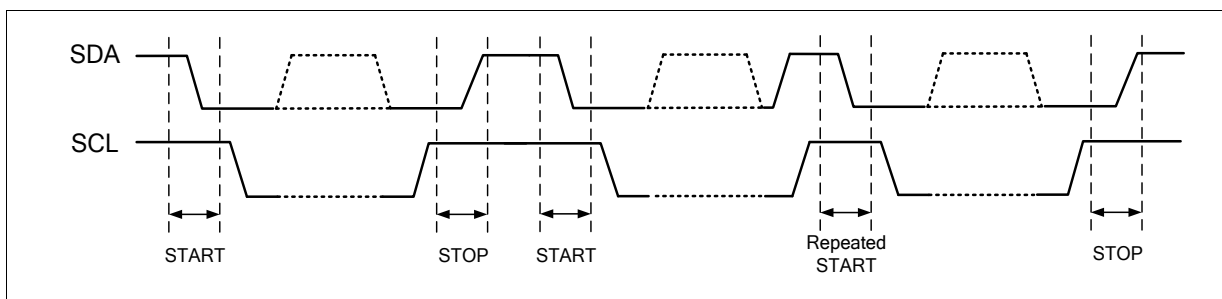 SDA
SCL
START
STOP
START
Repeated
START
STOP